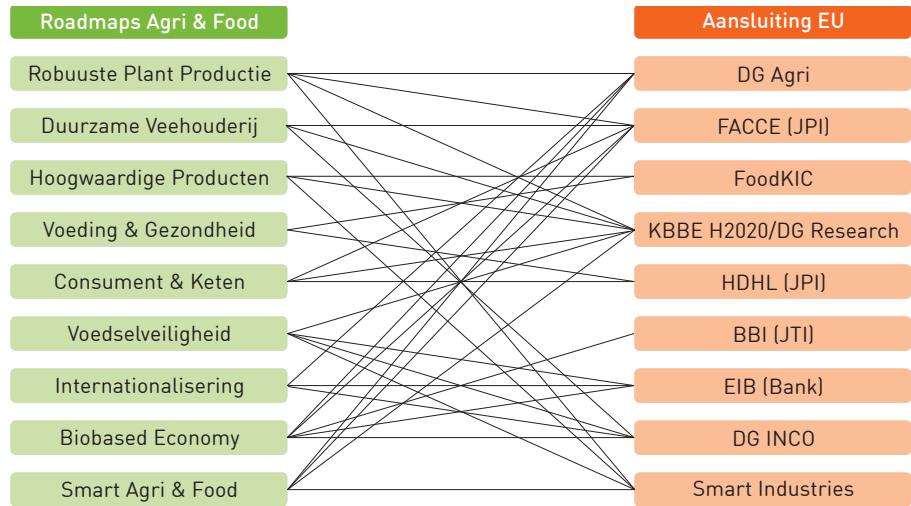 Roadmaps Agri & Food
Aansluiting EU
Robuuste Plant Productie
DG Agri
Duurzame Veehouderij
FACCE (JPI)
Hoogwaardige Producten
FoodKIC
Voeding & Gezondheid
KBBE H2020/DG Research
Consument & Keten
HDHL (JPI)
Voedselveiligheid
BBI (JTI)
Internationalisering
EIB (Bank)
Biobased Economy
DG INCO
Smart Agri & Food
Smart Industries